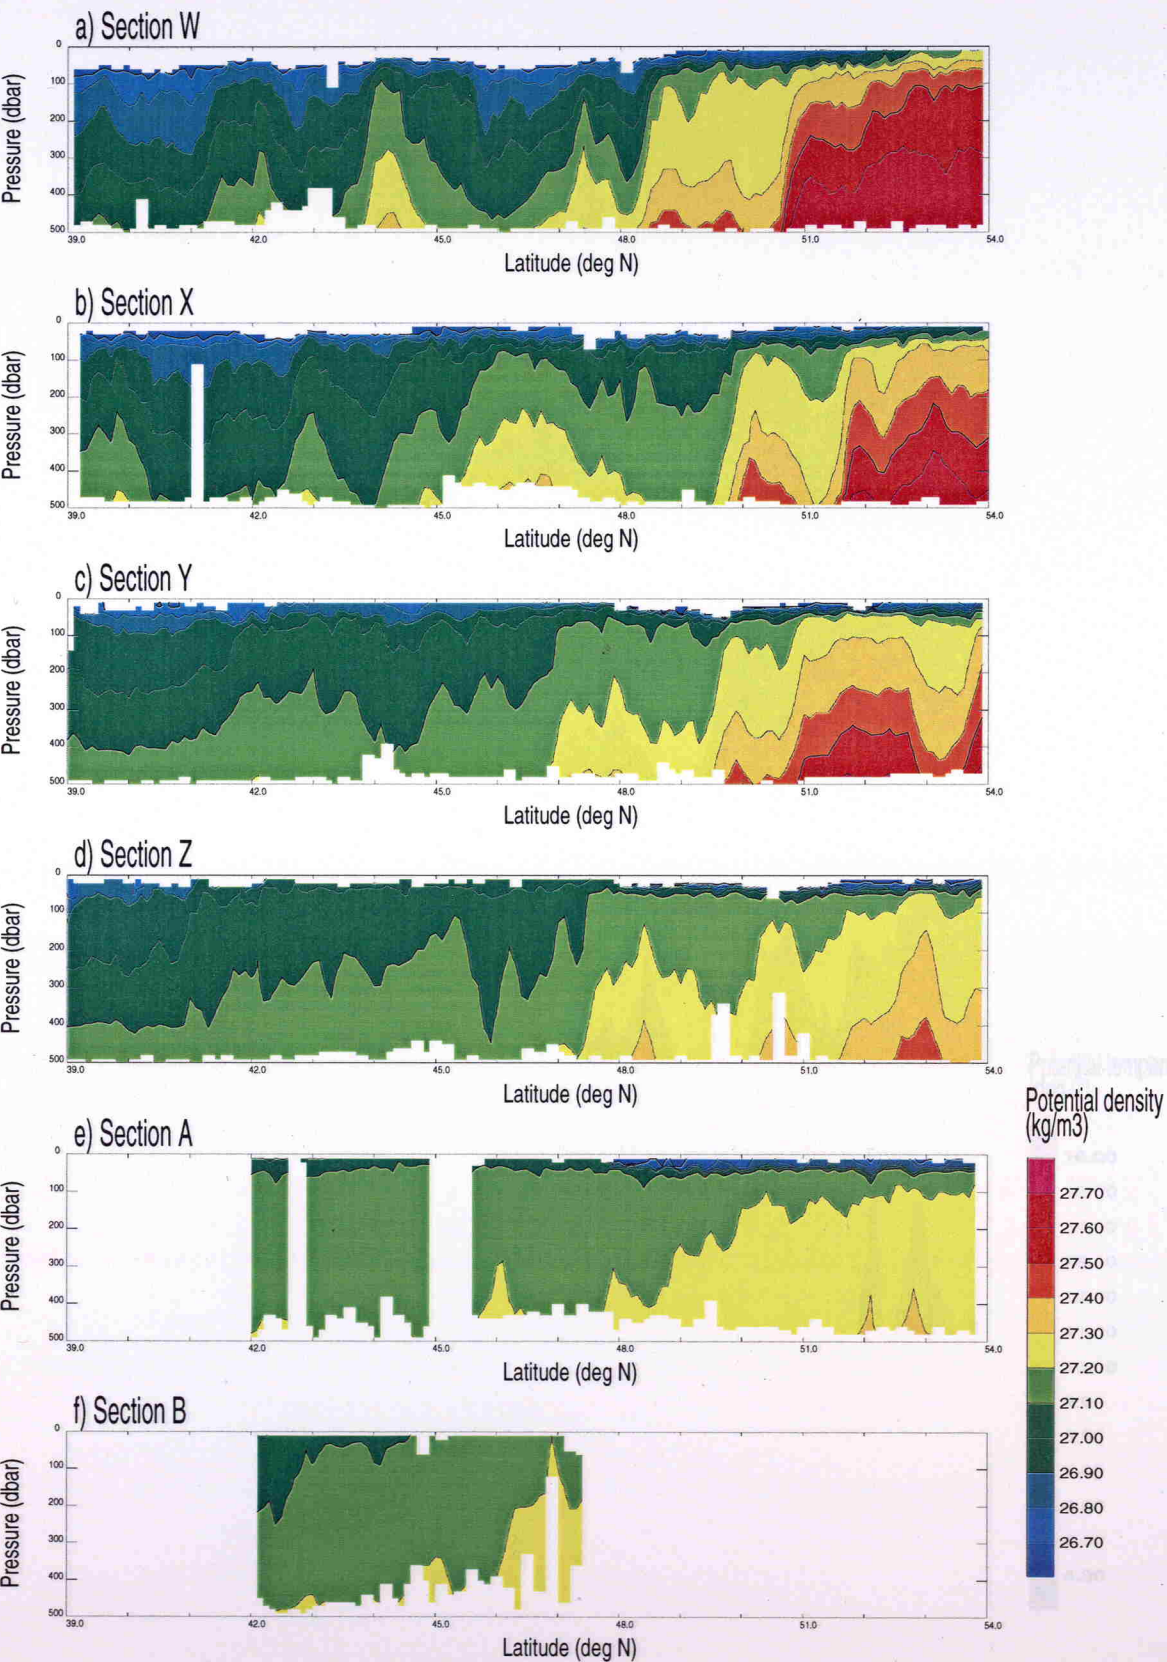 a) Section W
0
100
200
300
400
500
Pressure (dbar)
39.0 42.0 45.0 48.0 51.0 54.0
Latitude (deg N)
b) Section X
0
100
200
300
400
500
Pressure (dbar)
39.0 42.0 45.0 48.0 51.0 54.0
Latitude (deg N)
c) Section Y
0
100
200
300
400
500
Pressure (dbar)
39.0 42.0 45.0 48.0 51.0 54.0
Latitude (deg N)
d) Section Z
0
100
200
300
400
500
Pressure (dbar)
39.0 42.0 45.0 48.0 51.0 54.0
Latitude (deg N)
e) Section A
0
100
200
300
400
500
Pressure (dbar)
39.0 42.0 45.0 48.0 51.0 54.0
Latitude (deg N)
f) Section B
0
100
200
300
400
500
Pressure (dbar)
39.0 42.0 45.0 48.0 51.0 54.0
Latitude (deg N)
Potential density
(kg/m3)
27.70
27.60
27.50
27.40
27.30
27.20
27.10
27.00
26.90
26.80
26.70